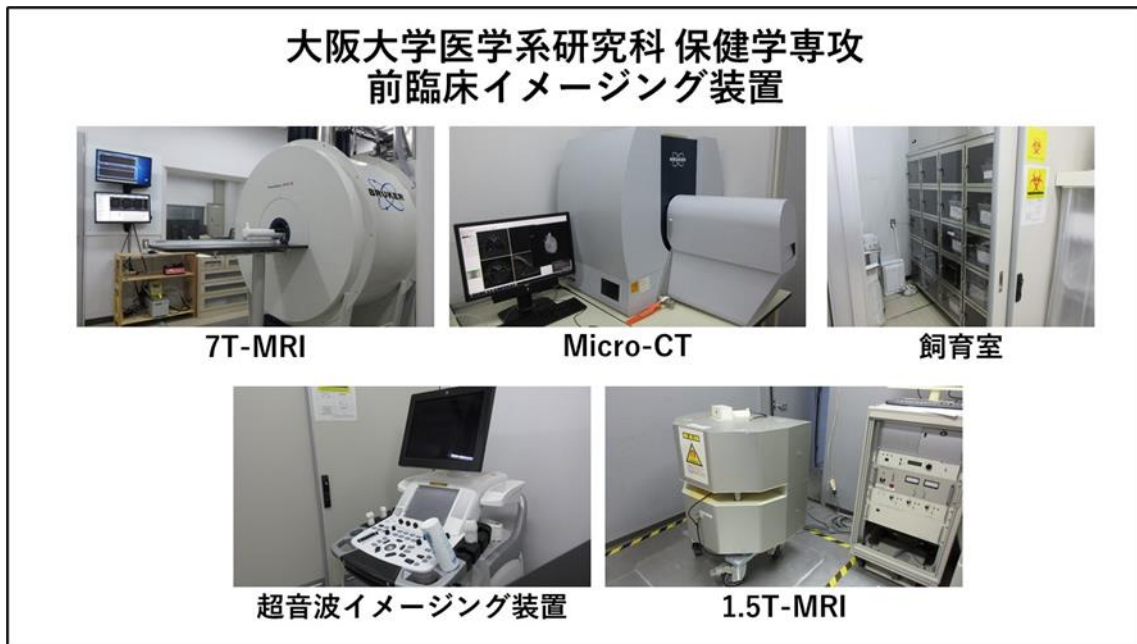 大阪大学医学系研究科 保健学専攻
前臨床イメージング装置
BRUKER
BRUKER
7T-MRI
Micro-CT
飼育室
超音波イメージング装置
1.5T-MRI